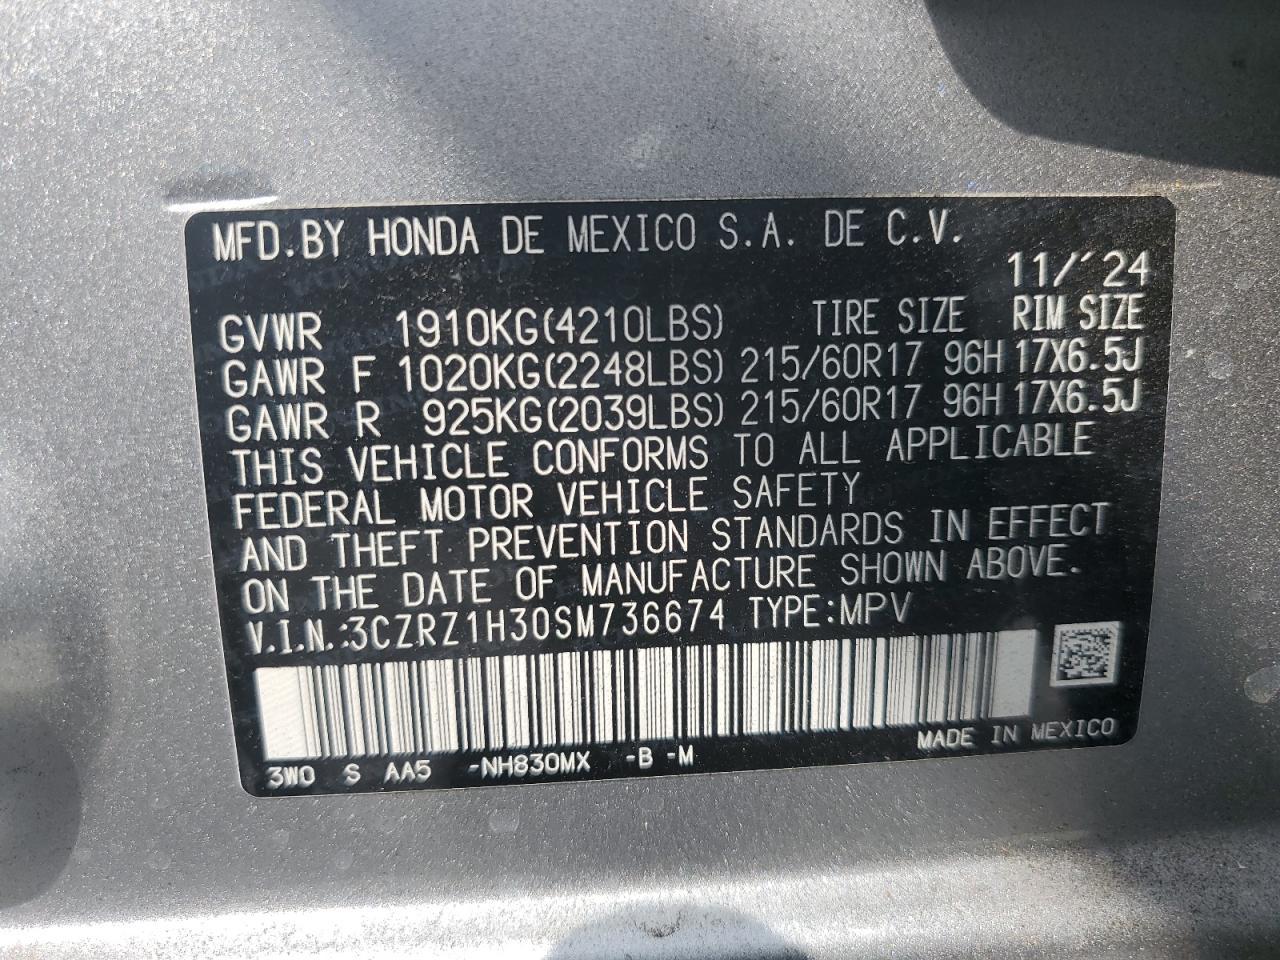 MFD.BY HONDA DE MEXICO S.A. DE C.V.
11/´24
GVWR 1910KG(4210LBS) TIRE SIZE RIM SIZE
GAWR F 1020KG(2248LBS) 215/60R17 96H 17X6.5J
GAWR R 925KG(2039LBS) 215/60R17 96H 17X6.5J
THIS VEHICLE CONFORMS TO ALL APPLICABLE
FEDERAL MOTOR VEHICLE SAFETY
AND THEFT PREVENTION STANDARDS IN EFFECT
ON THE DATE OF MANUFACTURE SHOWN ABOVE.
V.I.N.:3CZRZ1H30SM736674 TYPE:MPV
3W0 S AA5 -NH830MX -B -M MADE IN MEXICO